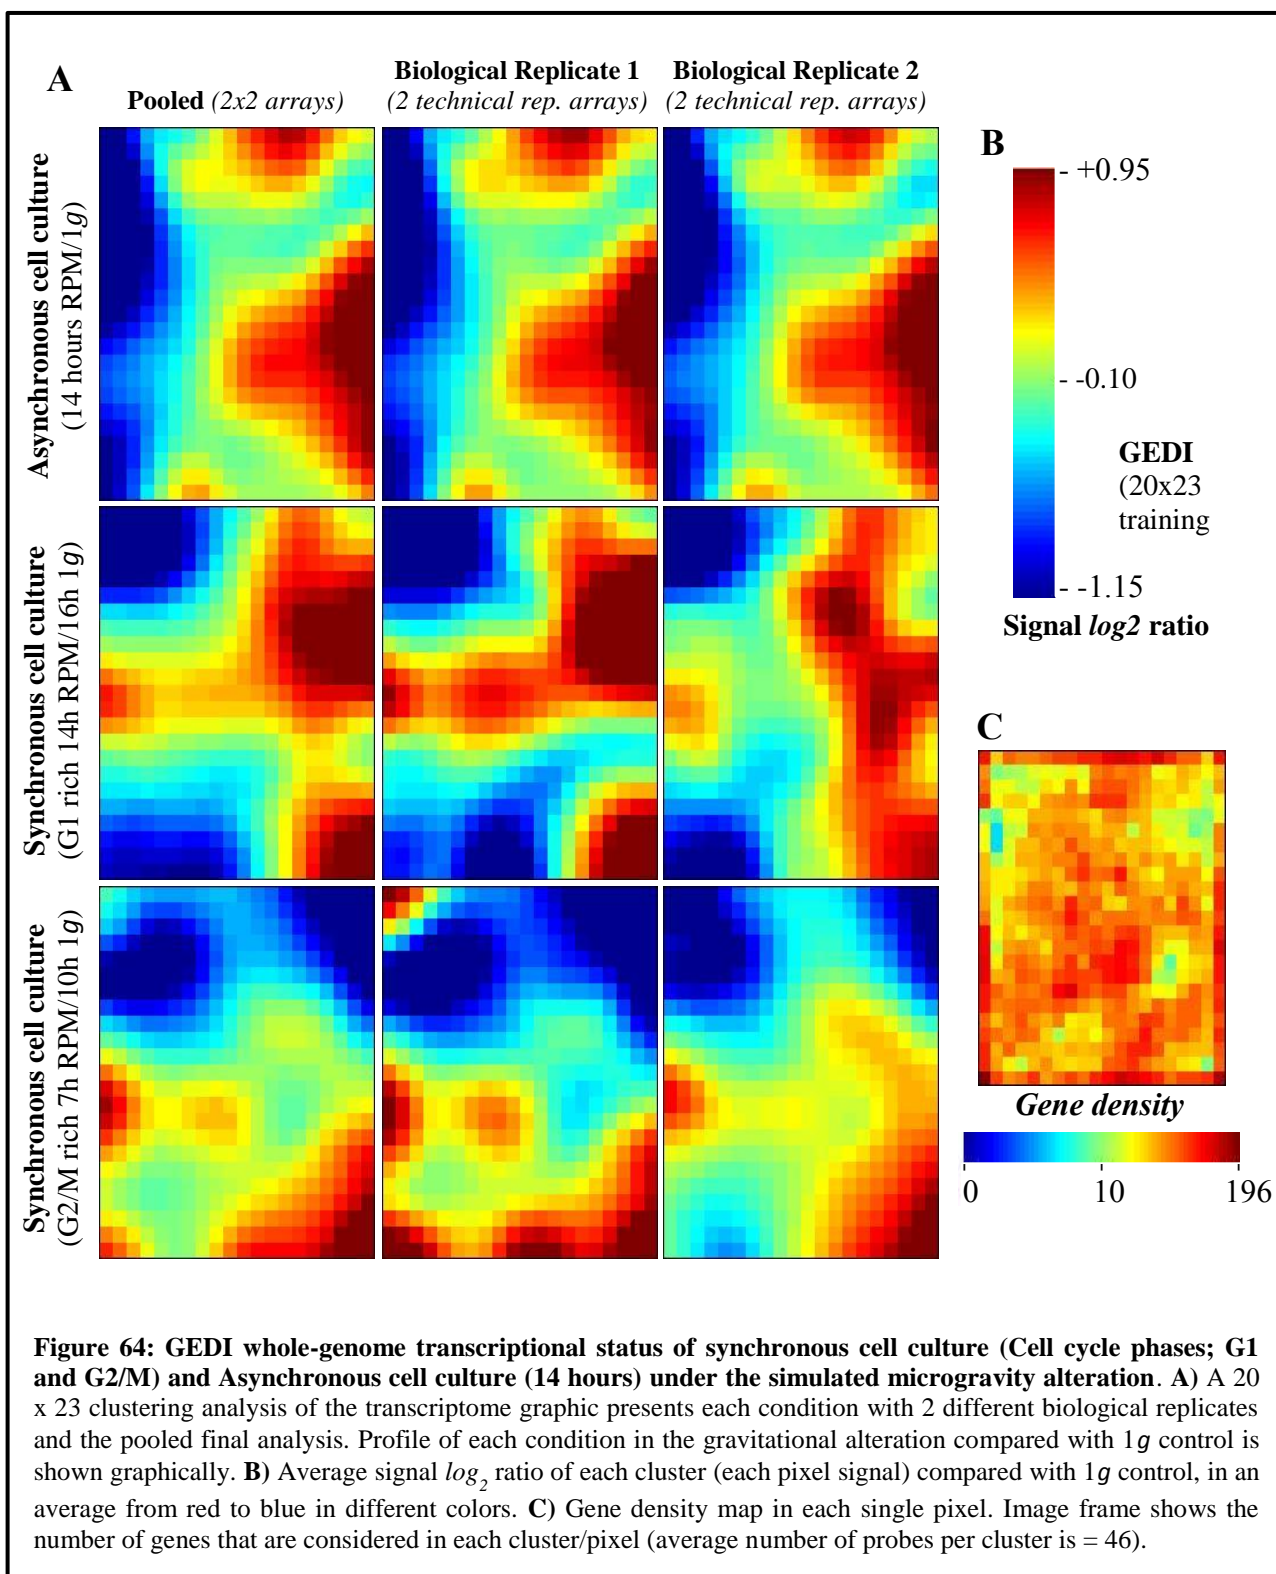 A
Pooled (2x2 arrays)
Biological Replicate 1
(2 technical rep. arrays)
Biological Replicate 2
(2 technical rep. arrays)
Asynchronous cell culture
(14 hours RPM/1g)
Synchronous cell culture
(G1 rich 14h RPM/16h 1g)
Synchronous cell culture
(G2/M rich 7h RPM/10h 1g)
B
- +0.95
- -0.10
- -1.15
GEDI
(20x23
training
Signal log2 ratio
C
Gene density
0 10 196
Figure 64: GEDI whole-genome transcriptional status of synchronous cell culture (Cell cycle phases; G1
and G2/M) and Asynchronous cell culture (14 hours) under the simulated microgravity alteration. A) A 20
x 23 clustering analysis of the transcriptome graphic presents each condition with 2 different biological replicates
and the pooled final analysis. Profile of each condition in the gravitational alteration compared with 1g control is
shown graphically. B) Average signal log2 ratio of each cluster (each pixel signal) compared with 1g control, in an
average from red to blue in different colors. C) Gene density map in each single pixel. Image frame shows the
number of genes that are considered in each cluster/pixel (average number of probes per cluster is = 46).